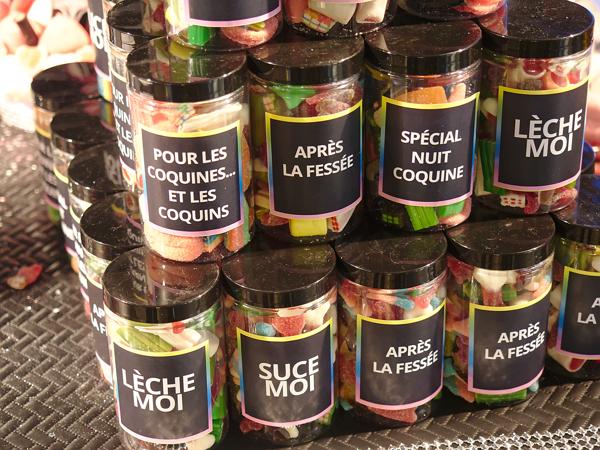 POUR LES
COQUINES...
ET LES
COQUINS
APRÈS
LA FESSÉE
SPÉCIAL
NUIT
COQUINE
LÈCHE
MOI
LÈCHE
MOI
SUCE
MOI
APRÈS
LA FESSÉE
APRÈS
LA FESSÉE